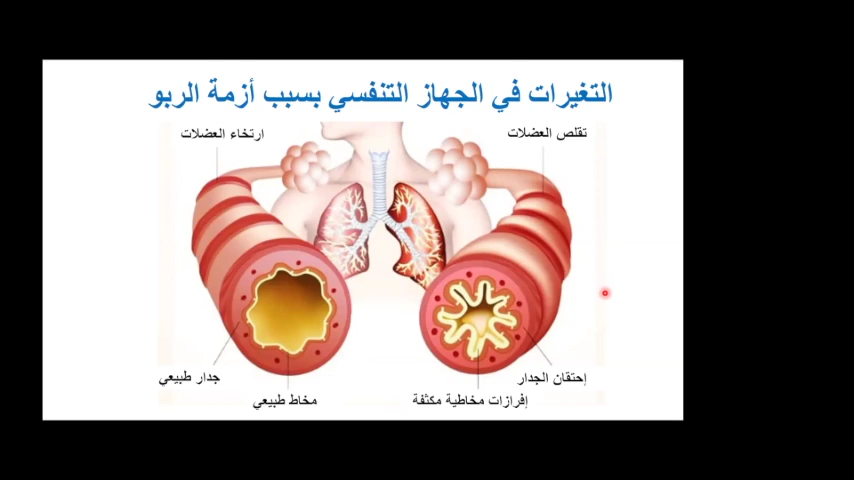 التغيرات في الجهاز التنفسي بسبب أزمة الربو
تقلص العضلات
ارتخاء العضلات
إحتقان الجدار
جدار طبيعي
إفرازات مخاطية مكثفة
مخاط طبيعي